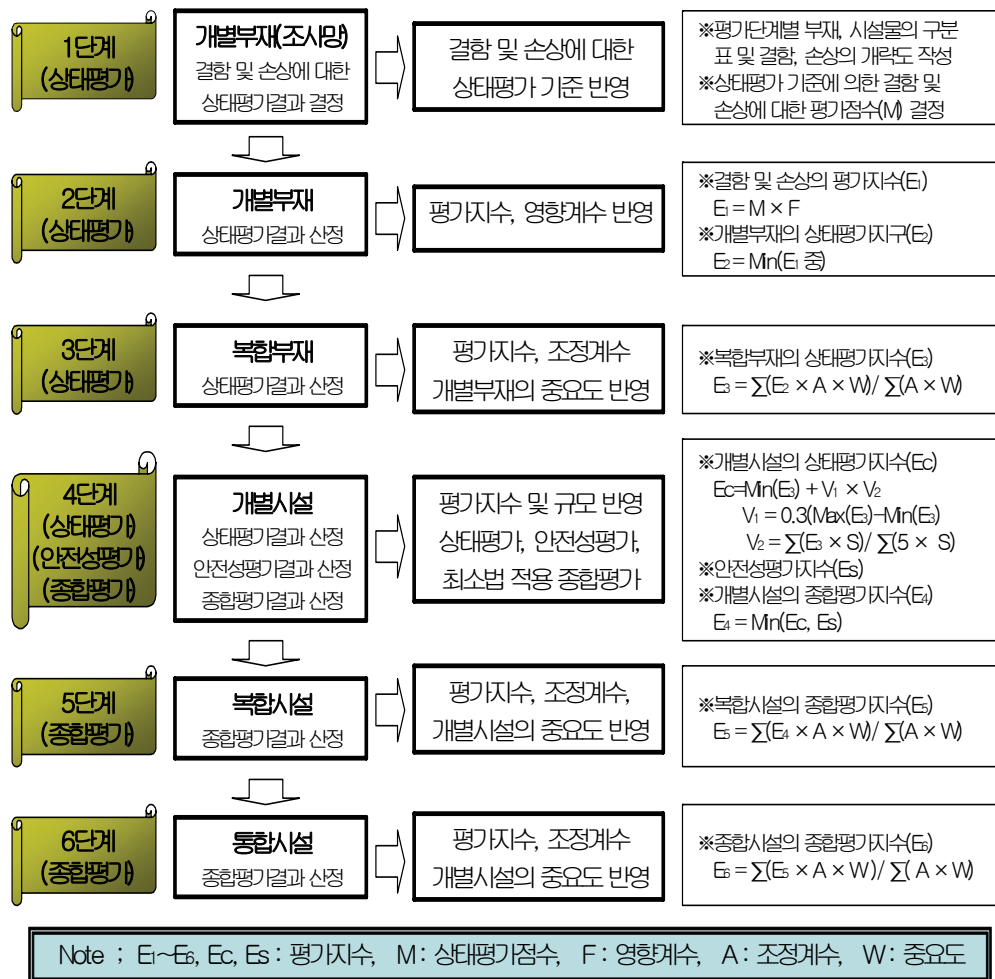 1단계
(상태평가)
개별부재(조사망)
결함 및 손상에 대한
상태평가결과 결정
결함 및 손상에 대한
상태평가 기준 반영
※평가단계별 부재, 시설물의 구분
표 및 결함, 손상의 개략도 작성
※상태평가 기준에 의한 결함 및
손상에 대한 평가점수(M) 결정
2단계
(상태평가)
개별부재
상태평가결과 산정
평가지수, 영향계수 반영
※결함 및 손상의 평가지수(E₁)
E₁ = M × F
※개별부재의 상태평가지구(E₂)
E₂ = Min(E₁ 중)
3단계
(상태평가)
복합부재
상태평가결과 산정
평가지수, 조정계수
개별부재의 중요도 반영
※복합부재의 상태평가지수(E₃)
E₃ = ∑(E₂ × A × W)/ ∑(A × W)
4단계
(상태평가)
(안전성평가)
(종합평가)
개별시설
상태평가결과 산정
안전성평가결과 산정
종합평가결과 산정
평가지수 및 규모 반영
상태평가, 안전성평가,
최소법 적용 종합평가
※개별시설의 상태평가지수(Ec)
Ec=Min(E₃) + V₁ × V₂
V₁ = 0.3(Max(E₃)-Min(E₃)
V₂ = ∑(E₃ × S)/ ∑(5 × S)
※안전성평가지수(Es)
※개별시설의 종합평가지수(E₄)
E₄ = Min(Ec, Es)
5단계
(종합평가)
복합시설
종합평가결과 산정
평가지수, 조정계수,
개별시설의 중요도 반영
※복합시설의 종합평가지수(E₅)
E₅ = ∑(E₄ × A × W)/ ∑(A × W)
6단계
(종합평가)
통합시설
종합평가결과 산정
평가지수, 조정계수
개별시설의 중요도 반영
※종합시설의 종합평가지수(E₆)
E₆ = ∑(E₅ × A × W)/ ∑( A × W)
Note ; E₁~E₆, Ec, Es : 평가지수, M : 상태평가점수, F : 영향계수, A : 조정계수, W : 중요도